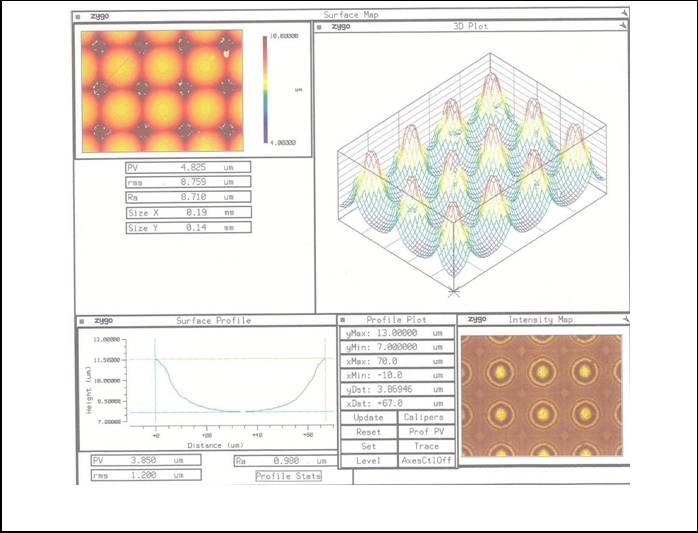 zygo Surface Map
zygo 3D Plot
10.00000
um
4.00000
PV 4.825 um
rms 8.759 um
Ra 8.710 um
Size X 0.19 mm
Size Y 0.14 mm
zygo Surface Profile
13.00000
11.50000
10.00000
8.50000
7.00000
Height (um)
+0 +20 +40 +60
Distance (um)
PV 3.850 um
rms 1.200 um
Ra 0.980 um
Profile Stats
Profile Plot
yMax: 13.00000 um
yMin: 7.000000 um
xMax: 70.0 um
xMin: -10.0 um
yDst: 3.86946 um
xDst: +67.0 um
Update Calipers
Reset Prof PV
Set Trace
Level AxesCtlOff
zygo Intensity Map